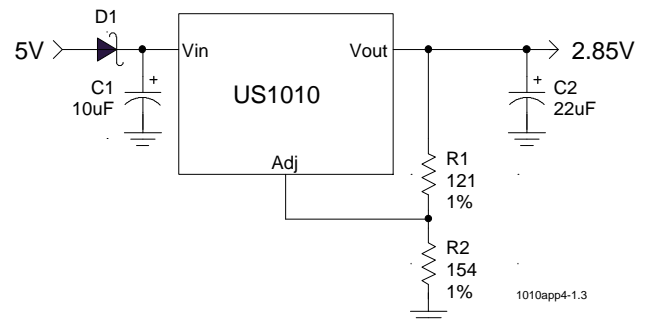 D1
5V
Vin
Vout
2.85V
C1
10uF
+
US1010
+
C2
22uF
Adj
R1
121
1%
R2
154
1%
1010app4-1.3